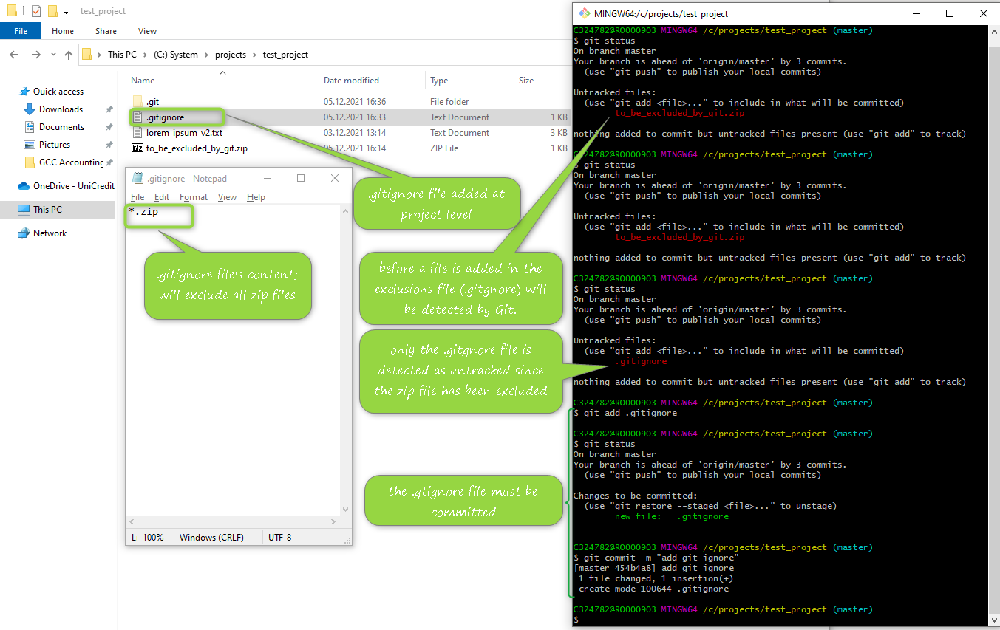 test_project
File Home Share View
This PC > (C:) System > projects > test_project
Name Date modified Type Size
Quick access
Downloads
Documents
Pictures
GCC Accounting
OneDrive - UniCredit
This PC
Network
.git 05.12.2021 16:36 File folder
.gitignore 05.12.2021 16:33 Text Document 1 KB
lorem_ipsum_v2.txt 03.12.2021 13:14 Text Document 3 KB
to_be_excluded_by_git.zip 05.12.2021 16:14 ZIP File 1 KB
.gitignore - Notepad
File Edit Format View Help
*.zip
.gitignore file's content;
will exclude all zip files
L 100% Windows (CRLF) UTF-8
.gitignore file added at
project level
before a file is added in the
exclusions file (.gitgnore) will
be detected by Git.
only the .gitgnore file is
detected as untracked since
the zip file has been excluded
the .gtignore file must be
committed
MINGW64:/c/projects/test_project
C324782@RO000903 MINGW64 /c/projects/test_project (master)
$ git status
On branch master
Your branch is ahead of 'origin/master' by 3 commits.
(use "git push" to publish your local commits)
Untracked files:
(use "git add <file>..." to include in what will be committed)
to_be_excluded_by_git.zip
nothing added to commit but untracked files present (use "git add" to track)
C324782@RO000903 MINGW64 /c/projects/test_project (master)
$ git status
On branch master
Your branch is ahead of 'origin/master' by 3 commits.
(use "git push" to publish your local commits)
Untracked files:
(use "git add <file>..." to include in what will be committed)
to_be_excluded_by_git.zip
nothing added to commit but untracked files present (use "git add" to track)
C324782@RO000903 MINGW64 /c/projects/test_project (master)
$ git status
On branch master
Your branch is ahead of 'origin/master' by 3 commits.
(use "git push" to publish your local commits)
Untracked files:
(use "git add <file>..." to include in what will be committed)
.gitignore
nothing added to commit but untracked files present (use "git add" to track)
C324782@RO000903 MINGW64 /c/projects/test_project (master)
$ git add .gitignore
C324782@RO000903 MINGW64 /c/projects/test_project (master)
$ git status
On branch master
Your branch is ahead of 'origin/master' by 3 commits.
(use "git push" to publish your local commits)
Changes to be committed:
(use "git restore --staged <file>..." to unstage)
new file: .gitignore
C324782@RO000903 MINGW64 /c/projects/test_project (master)
$ git commit -m "add git ignore"
[master 454b4a8] add git ignore
1 file changed, 1 insertion(+)
create mode 100644 .gitignore
C324782@RO000903 MINGW64 /c/projects/test_project (master)
$